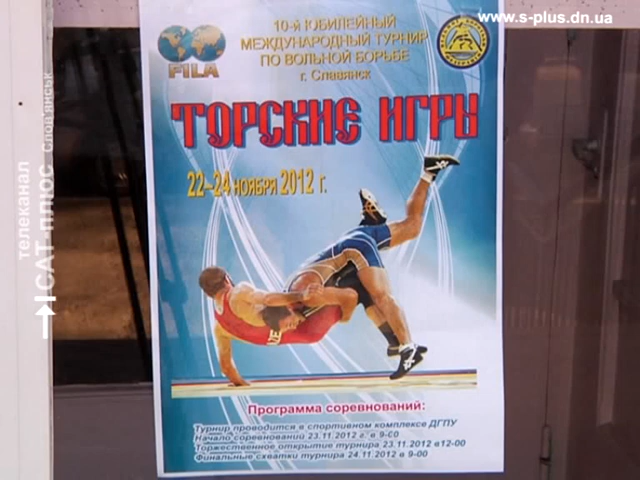 www.s-plus.dn.ua
10-й ЮБИЛЕЙНЫЙ
МЕЖДУНАРОДНЫЙ ТУРНИР
ПО ВОЛЬНОЙ БОРЬБЕ
г. Славянск
FILA
ТОРСКИЕ ИГРЫ
22–24 НОЯБРЯ 2012 г.
Программа соревнований:
Турнир проводится в спортивном комплексе ДГПУ
Начало соревнований 23.11.2012 г. в 9-00
Торжественное открытие турнира 23.11.2012 в12-00
Финальные схватки турнира 24.11.2012 в 9-00
телеканал
САТ-ПЛЮС
Слов'янськ